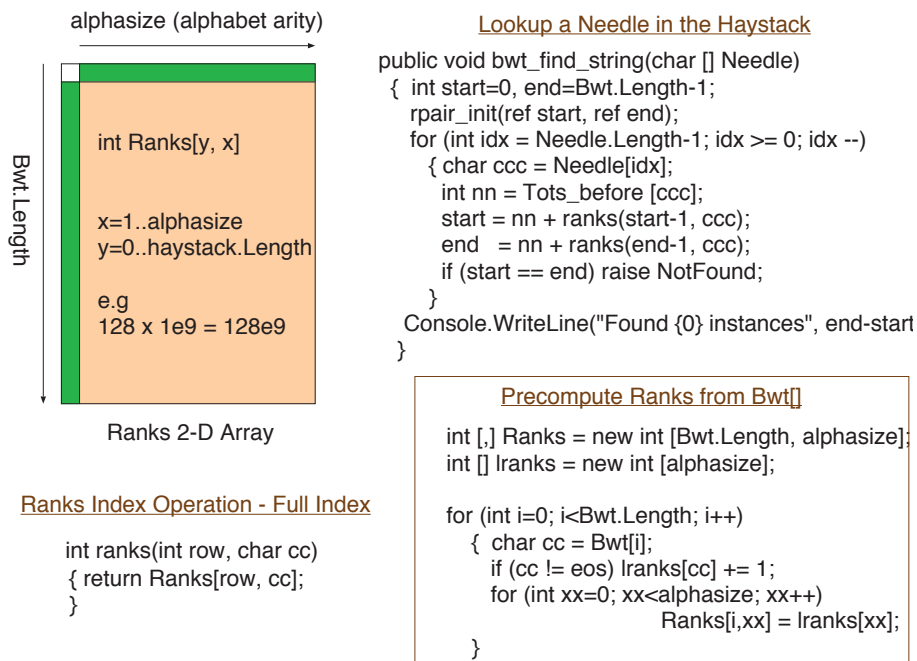 alphasize (alphabet arity)
Bwt.Length
int Ranks[y, x]
x=1..alphasize
y=0..haystack.Length
e.g
128 x 1e9 = 128e9
Ranks 2-D Array
Ranks Index Operation - Full Index
int ranks(int row, char cc)
{ return Ranks[row, cc];
}
Lookup a Needle in the Haystack
public void bwt_find_string(char [] Needle)
{ int start=0, end=Bwt.Length-1;
rpair_init(ref start, ref end);
for (int idx = Needle.Length-1; idx >= 0; idx --)
{ char ccc = Needle[idx];
int nn = Tots_before [ccc];
start = nn + ranks(start-1, ccc);
end = nn + ranks(end-1, ccc);
if (start == end) raise NotFound;
}
Console.WriteLine("Found {0} instances", end-start
}
Precompute Ranks from Bwt[]
int [,] Ranks = new int [Bwt.Length, alphasize];
int [] lranks = new int [alphasize];
for (int i=0; i<Bwt.Length; i++)
{ char cc = Bwt[i];
if (cc != eos) lranks[cc] += 1;
for (int xx=0; xx<alphasize; xx++)
Ranks[i,xx] = lranks[xx];
}